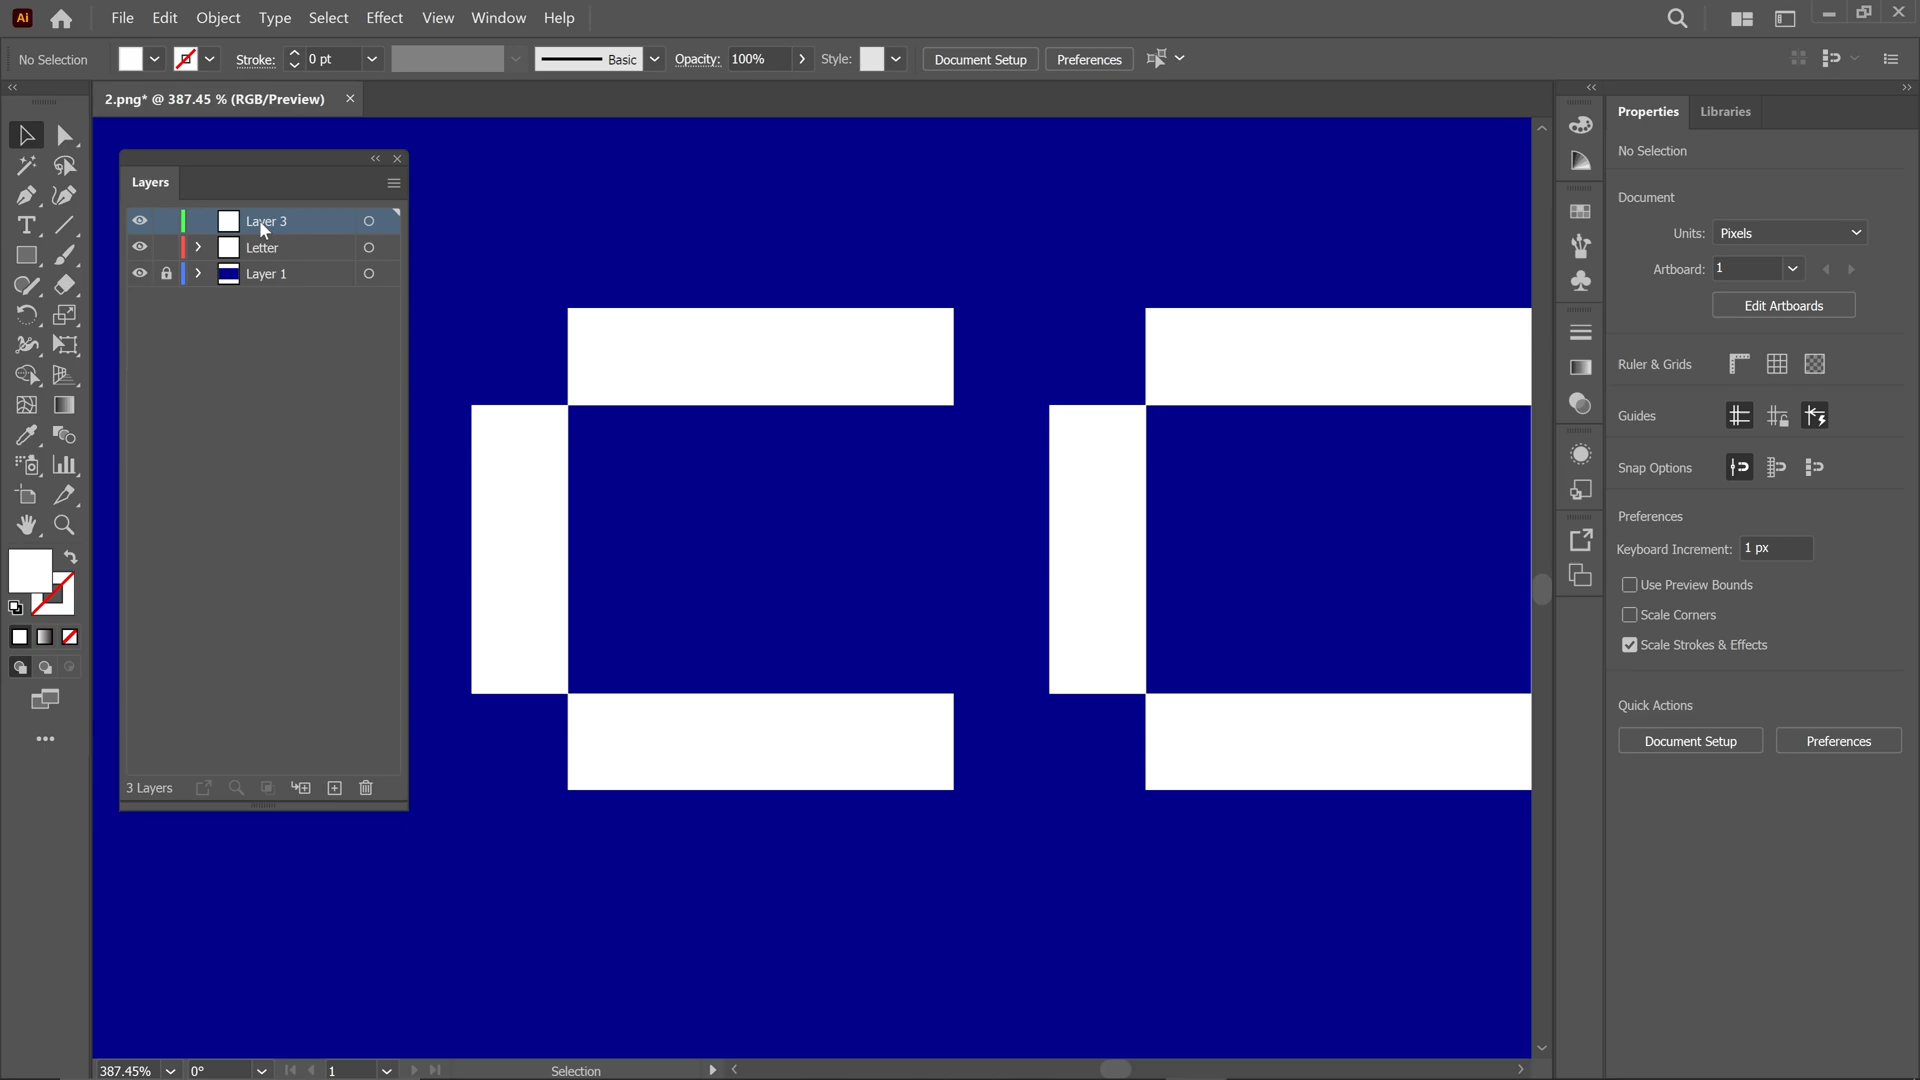 Ai File Edit Object Type Select Effect View Window Help
No Selection Stroke: 0 pt Basic Opacity: 100% Style: Document Setup Preferences
2.png* @ 387.45 % (RGB/Preview)
Layers
Layer 3
Letter
Layer 1
3 Layers
Properties Libraries
No Selection
Document
Units: Pixels
Artboard: 1
Edit Artboards
Ruler & Grids
Guides
Snap Options
Preferences
Keyboard Increment: 1 px
Use Preview Bounds
Scale Corners
Scale Strokes & Effects
Quick Actions
Document Setup Preferences
387.45% 0° 1 Selection